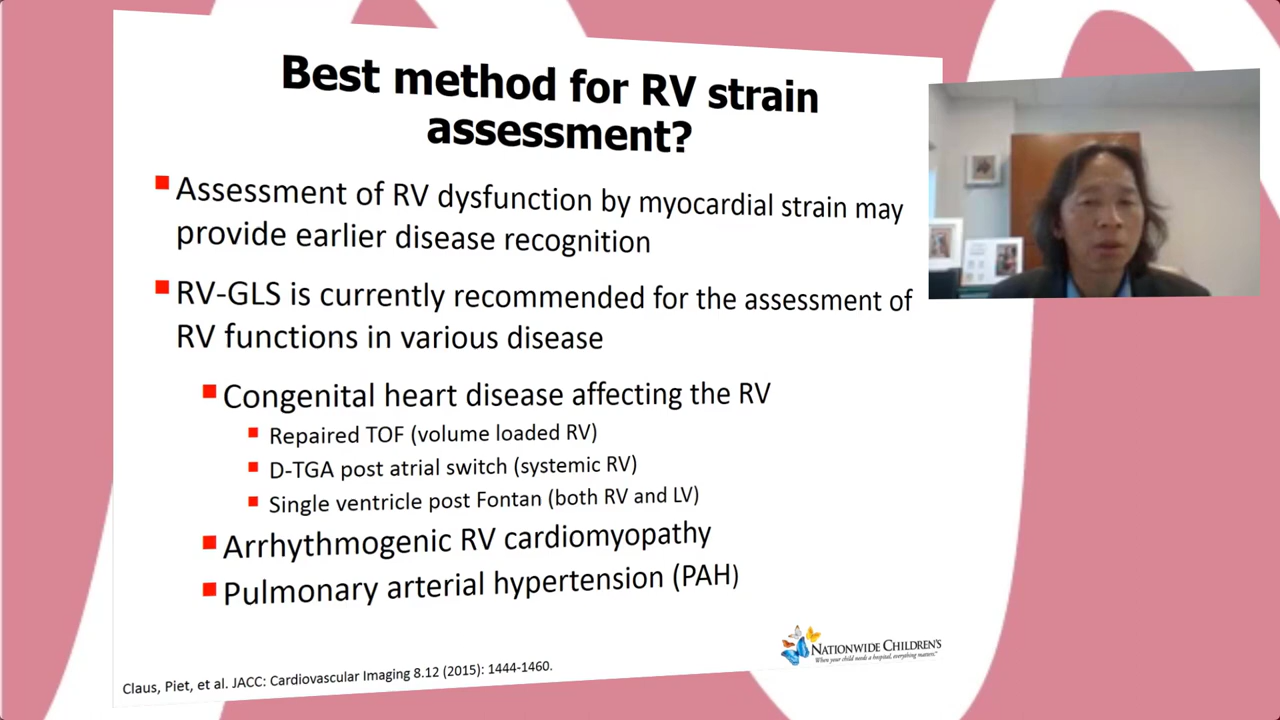 Best method for RV strain
assessment?
Assessment of RV dysfunction by myocardial strain may
provide earlier disease recognition
RV-GLS is currently recommended for the assessment of
RV functions in various disease
Congenital heart disease affecting the RV
Repaired TOF (volume loaded RV)
D-TGA post atrial switch (systemic RV)
Single ventricle post Fontan (both RV and LV)
Arrhythmogenic RV cardiomyopathy
Pulmonary arterial hypertension (PAH)
NATIONWIDE CHILDREN'S
When your child needs a hospital, everything matters.
Claus, Piet, et al. JACC: Cardiovascular Imaging 8.12 (2015): 1444-1460.